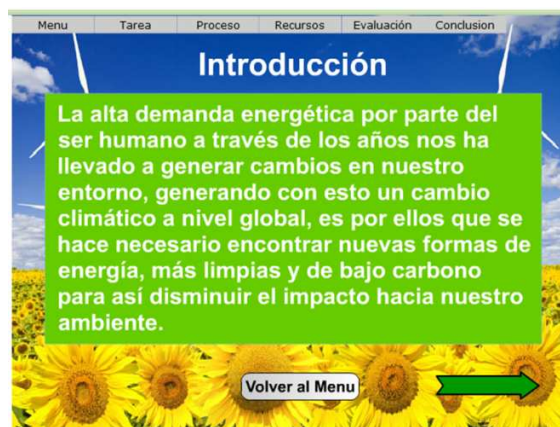 Menu Tarea Proceso Recursos Evaluación Conclusion
Introducción
La alta demanda energética por parte del
ser humano a través de los años nos ha
llevado a generar cambios en nuestro
entorno, generando con esto un cambio
climático a nivel global, es por ellos que se
hace necesario encontrar nuevas formas de
energía, más limpias y de bajo carbono
para así disminuir el impacto hacia nuestro
ambiente.
Volver al Menu